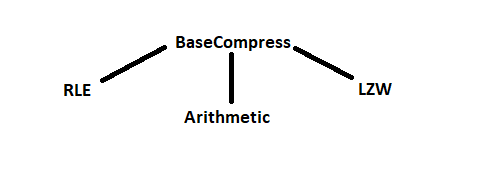 BaseCompress
RLE
LZW
Arithmetic